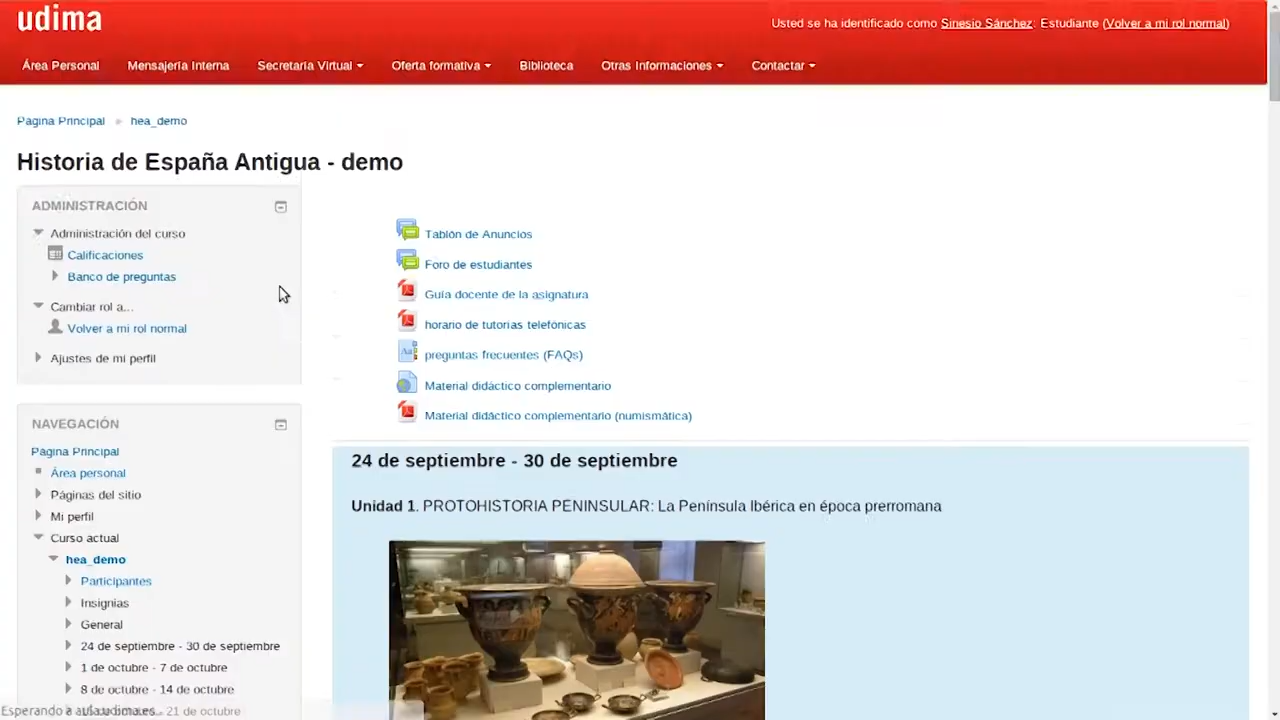 udima
Usted se ha identificado como Sinesio Sánchez: Estudiante (Volver a mi rol normal)
Área Personal Mensajería Interna Secretaría Virtual Oferta formativa Biblioteca Otras Informaciones Contactar
Página Principal hea_demo
Historia de España Antigua - demo
ADMINISTRACIÓN
Administración del curso
Calificaciones
Banco de preguntas
Cambiar rol a...
Volver a mi rol normal
Ajustes de mi perfil
NAVEGACIÓN
Página Principal
Área personal
Páginas del sitio
Mi perfil
Curso actual
hea_demo
Participantes
Insignias
General
24 de septiembre - 30 de septiembre
1 de octubre - 7 de octubre
8 de octubre - 14 de octubre
21 de octubre
Esperando a
Tablón de Anuncios
Foro de estudiantes
Guía docente de la asignatura
horario de tutorías telefónicas
preguntas frecuentes (FAQs)
Material didáctico complementario
Material didáctico complementario (numismática)
24 de septiembre - 30 de septiembre
Unidad 1. PROTOHISTORIA PENINSULAR: La Península Ibérica en época prerromana